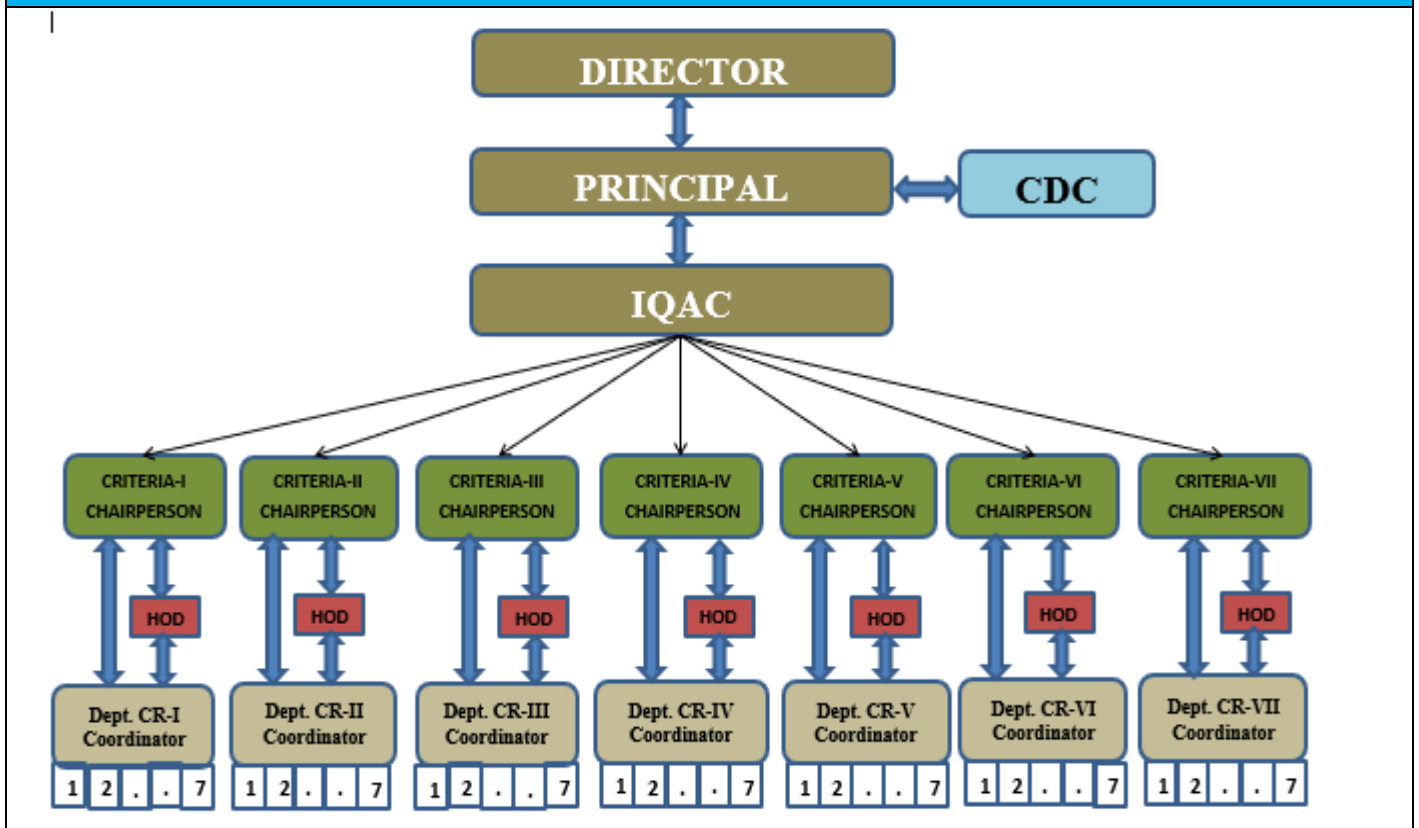 DIRECTOR
PRINCIPAL
CDC
IQAC
CRITERIA-I
CHAIRPERSON
CRITERIA-II
CHAIRPERSON
CRITERIA-III
CHAIRPERSON
CRITERIA-IV
CHAIRPERSON
CRITERIA-V
CHAIRPERSON
CRITERIA-VI
CHAIRPERSON
CRITERIA-VII
CHAIRPERSON
HOD
HOD
HOD
HOD
HOD
HOD
HOD
Dept. CR-I
Coordinator
Dept. CR-II
Coordinator
Dept. CR-III
Coordinator
Dept. CR-IV
Coordinator
Dept. CR-V
Coordinator
Dept. CR-VI
Coordinator
Dept. CR-VII
Coordinator
1 2 . . 7
1 2 . . 7
1 2 . . 7
1 2 . . 7
1 2 . . 7
1 2 . . 7
1 2 . . 7